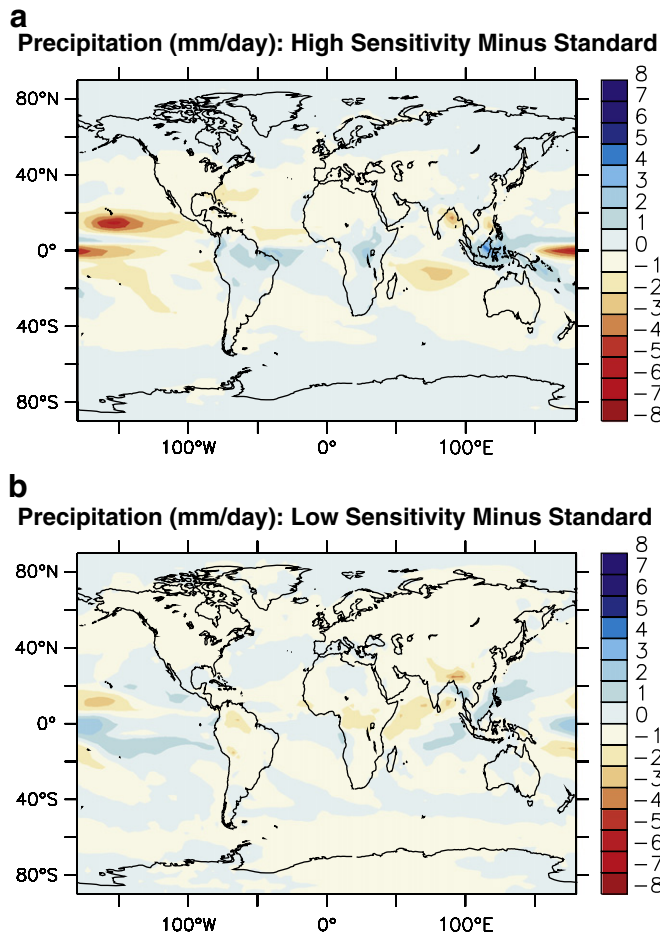 a
Precipitation (mm/day): High Sensitivity Minus Standard
80°N
40°N
0°
40°S
80°S
100°W 0° 100°E
8
7
6
5
4
3
2
1
0
−1
−2
−3
−4
−5
−6
−7
−8
b
Precipitation (mm/day): Low Sensitivity Minus Standard
80°N
40°N
0°
40°S
80°S
100°W 0° 100°E
8
7
6
5
4
3
2
1
0
−1
−2
−3
−4
−5
−6
−7
−8